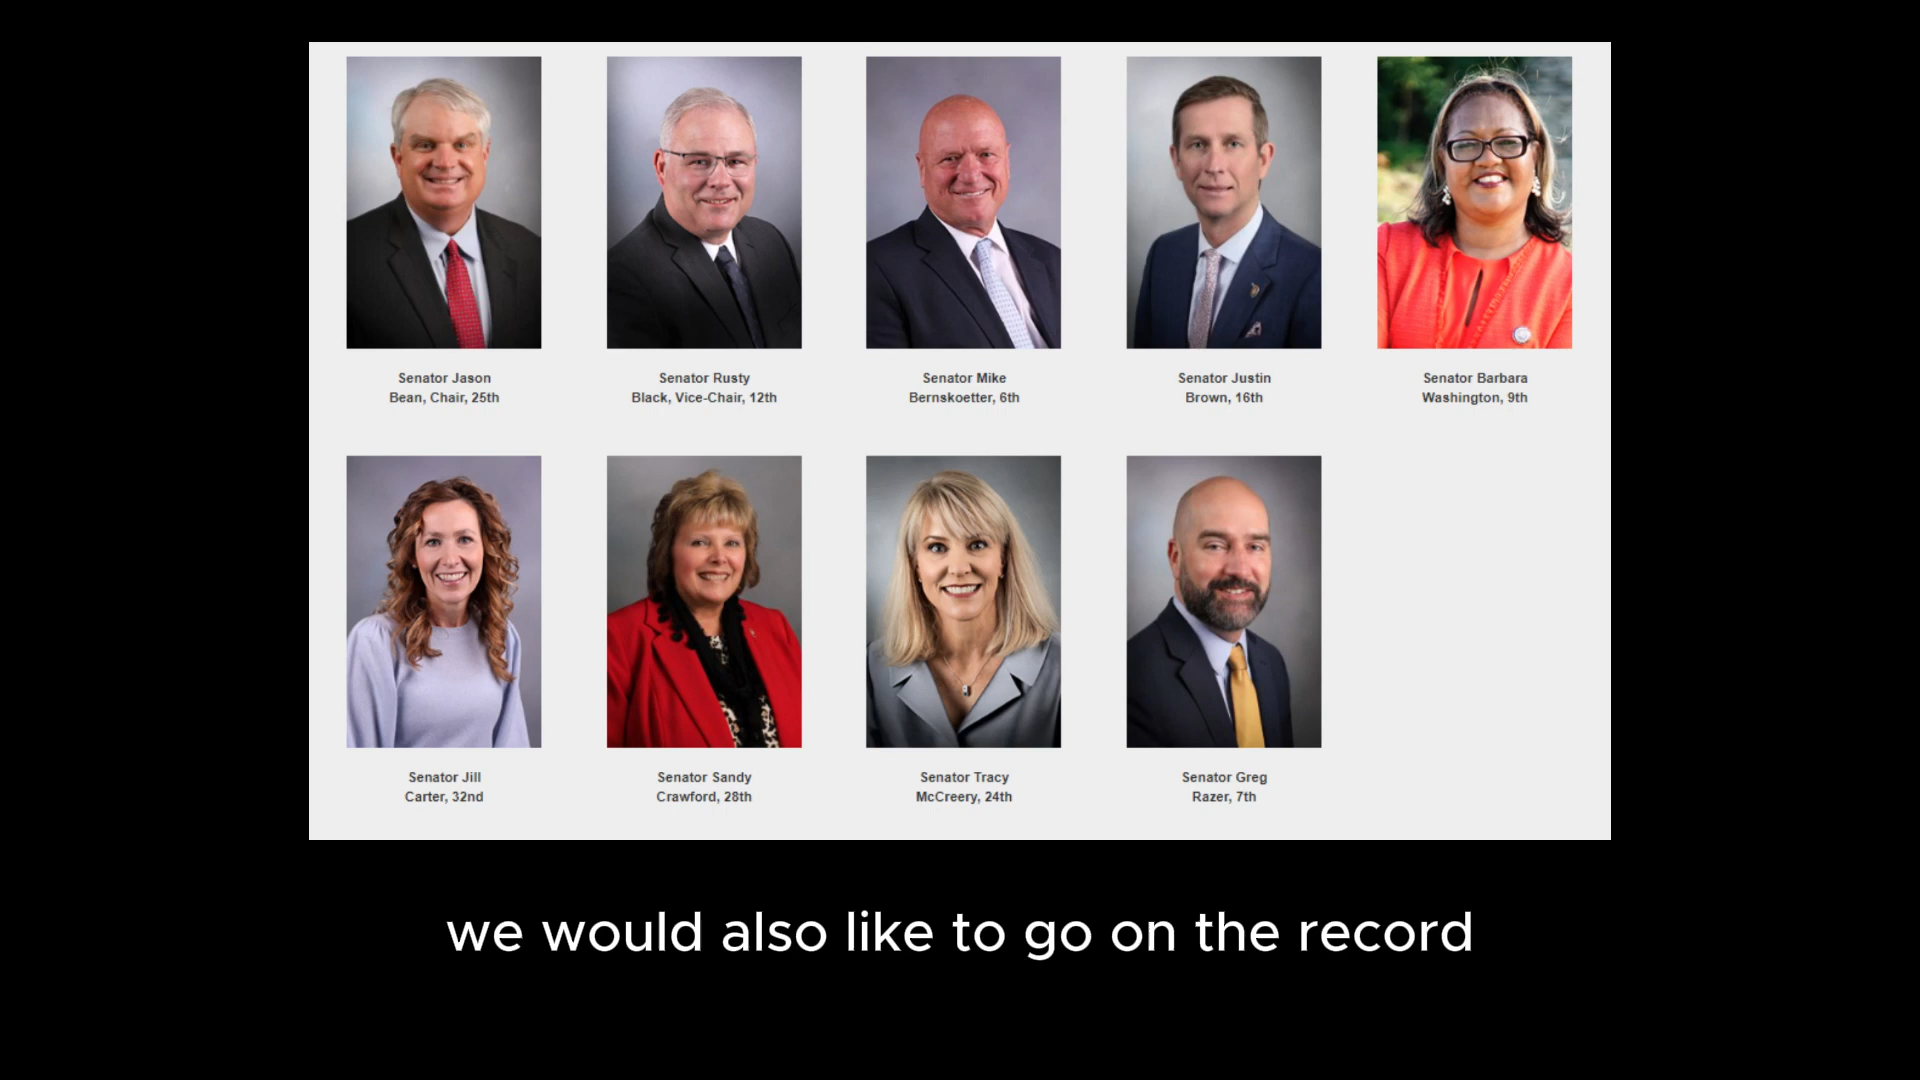 Senator Jason
Bean, Chair, 25th
Senator Rusty
Black, Vice-Chair, 12th
Senator Mike
Bernskoetter, 6th
Senator Justin
Brown, 16th
Senator Barbara
Washington, 9th
Senator Jill
Carter, 32nd
Senator Sandy
Crawford, 28th
Senator Tracy
McCreery, 24th
Senator Greg
Razer, 7th
we would also like to go on the record